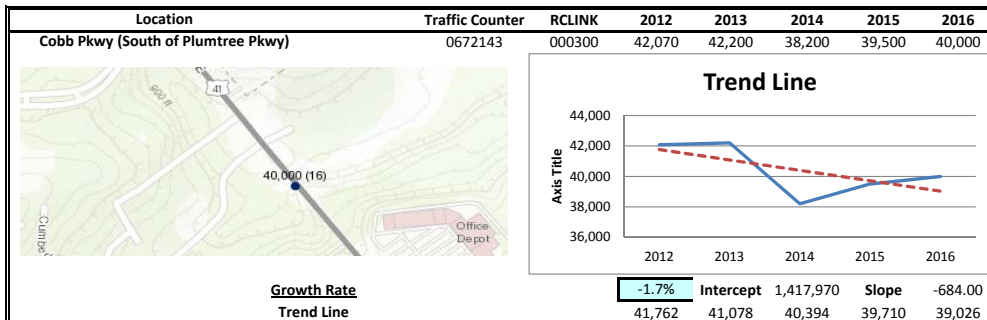 Location Traffic Counter RCLINK 2012 2013 2014 2015 2016
Cobb Pkwy (South of Plumtree Pkwy) 0672143 000300 42,070 42,200 38,200 39,500 40,000
900 ft
41
40,000 (16)
Office
Depot
Cumberl
Trend Line
Axis Title
44,000
42,000
40,000
38,000
36,000
2012 2013 2014 2015 2016
Growth Rate -1.7% Intercept 1,417,970 Slope -684.00
Trend Line 41,762 41,078 40,394 39,710 39,026